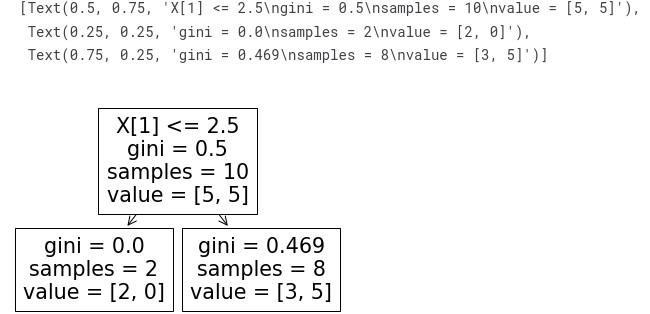 [Text(0.5, 0.75, 'X[1] <= 2.5\ngini = 0.5\nsamples = 10\nvalue = [5, 5]'),
Text(0.25, 0.25, 'gini = 0.0\nsamples = 2\nvalue = [2, 0]'),
Text(0.75, 0.25, 'gini = 0.469\nsamples = 8\nvalue = [3, 5]')]
X[1] <= 2.5
gini = 0.5
samples = 10
value = [5, 5]
gini = 0.0
samples = 2
value = [2, 0]
gini = 0.469
samples = 8
value = [3, 5]